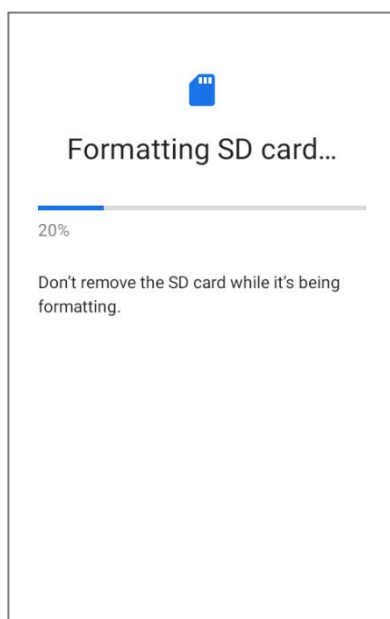 Formatting SD card...
20%
Don't remove the SD card while it's being
formatting.